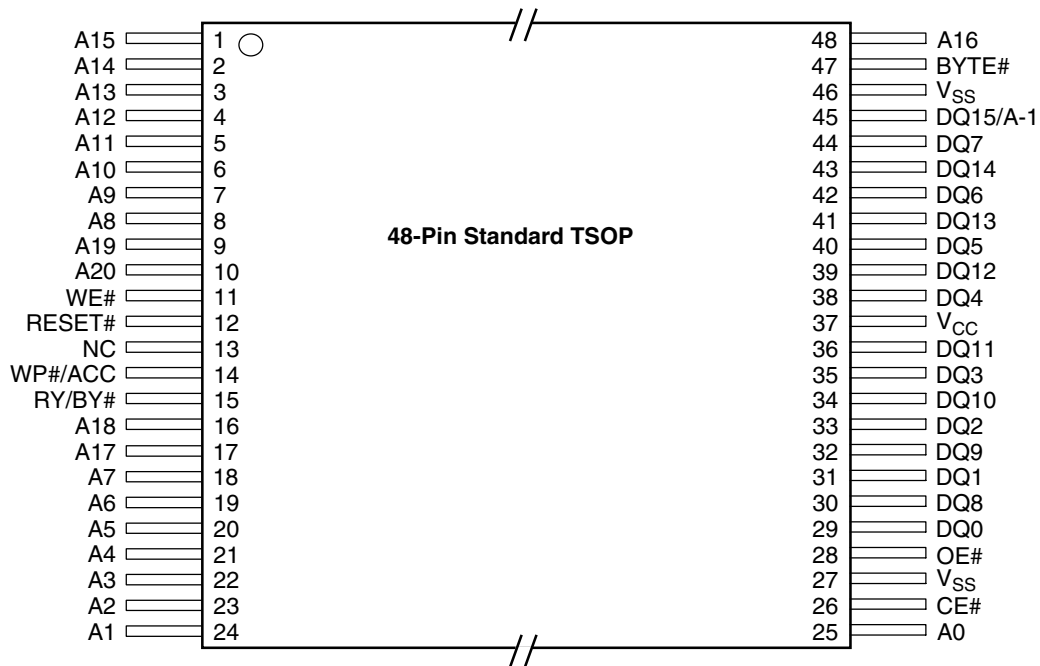 A15 1 48 A16
A14 2 47 BYTE#
A13 3 46 VSS
A12 4 45 DQ15/A-1
A11 5 44 DQ7
A10 6 43 DQ14
A9 7 42 DQ6
A8 8 41 DQ13
48-Pin Standard TSOP
A19 9 40 DQ5
A20 10 39 DQ12
WE# 11 38 DQ4
RESET# 12 37 VCC
NC 13 36 DQ11
WP#/ACC 14 35 DQ3
RY/BY# 15 34 DQ10
A18 16 33 DQ2
A17 17 32 DQ9
A7 18 31 DQ1
A6 19 30 DQ8
A5 20 29 DQ0
A4 21 28 OE#
A3 22 27 VSS
A2 23 26 CE#
A1 24 25 A0